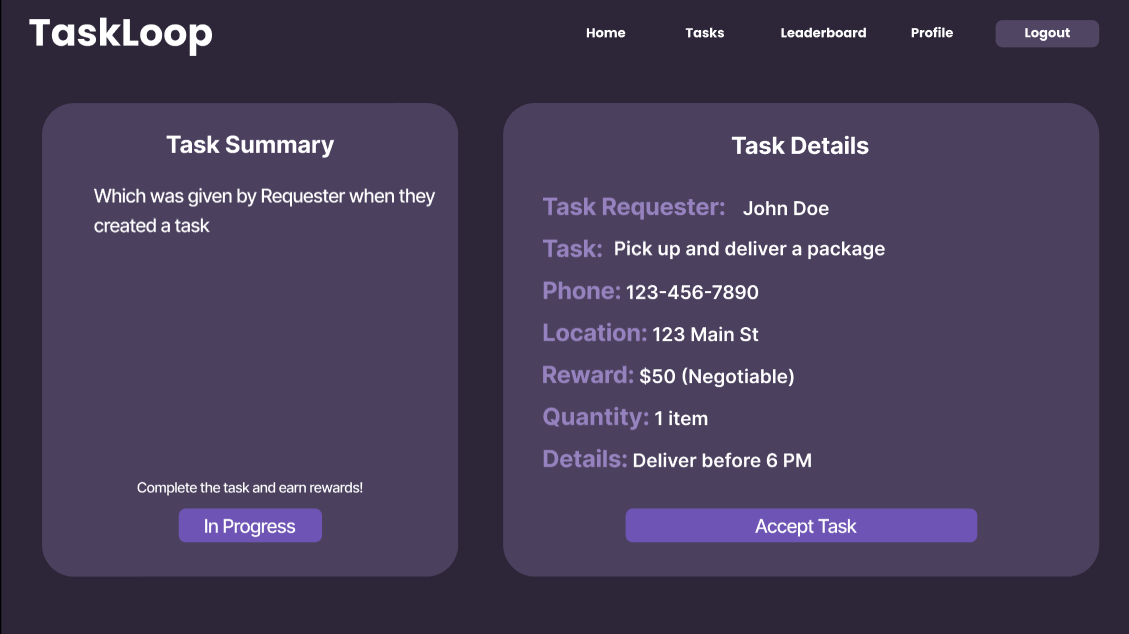 TaskLoop
Home Tasks Leaderboard Profile Logout
Task Summary
Which was given by Requester when they
created a task
Complete the task and earn rewards!
In Progress
Task Details
Task Requester: John Doe
Task: Pick up and deliver a package
Phone: 123-456-7890
Location: 123 Main St
Reward: $50 (Negotiable)
Quantity: 1 item
Details: Deliver before 6 PM
Accept Task